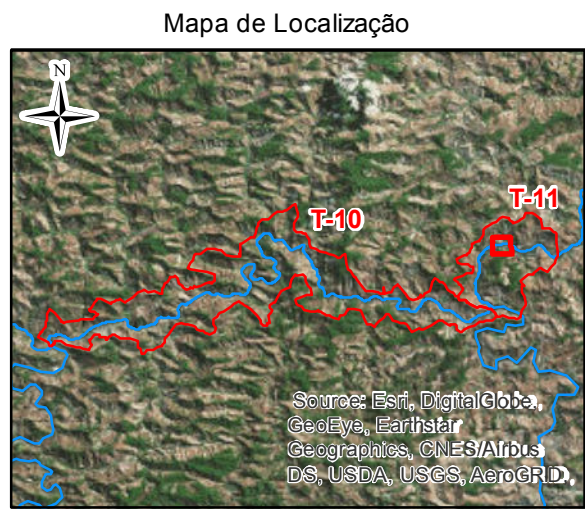 Mapa de Localização
N
T-11
T-10
Source: Esri, DigitalGlobe,
GeoEye, Earthstar
Geographics, CNES/Airbus
DS, USDA, USGS, AeroGRID,